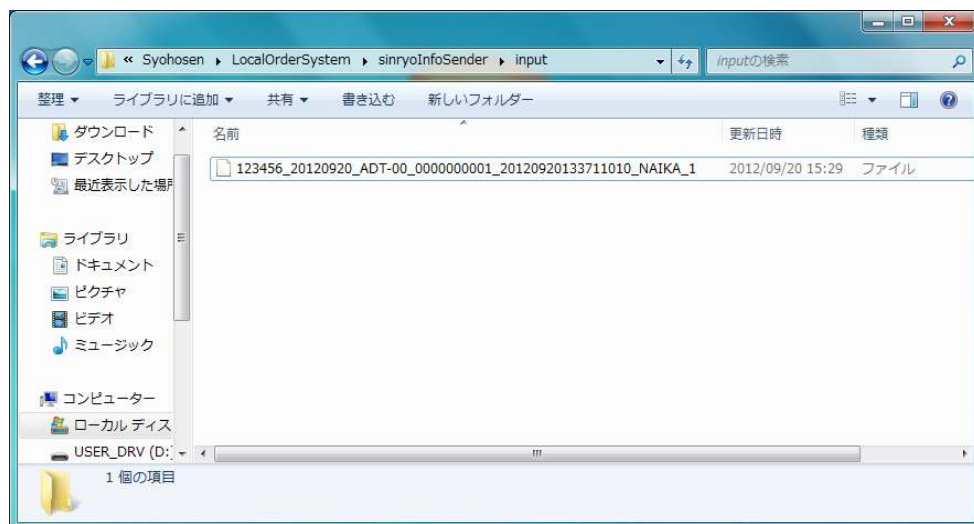 « Syohosen ▸ LocalOrderSystem ▸ sinryoInfoSender ▸ input
inputの検索
整理 ライブラリに追加 共有 書き込む 新しいフォルダー
ダウンロード
デスクトップ
最近表示した場所
ライブラリ
ドキュメント
ピクチャ
ビデオ
ミュージック
コンピューター
ローカル ディス
USER_DRV (D:)
名前 更新日時 種類
123456_20120920_ADT-00_0000000001_20120920133711010_NAIKA_1 2012/09/20 15:29 ファイル
1 個の項目